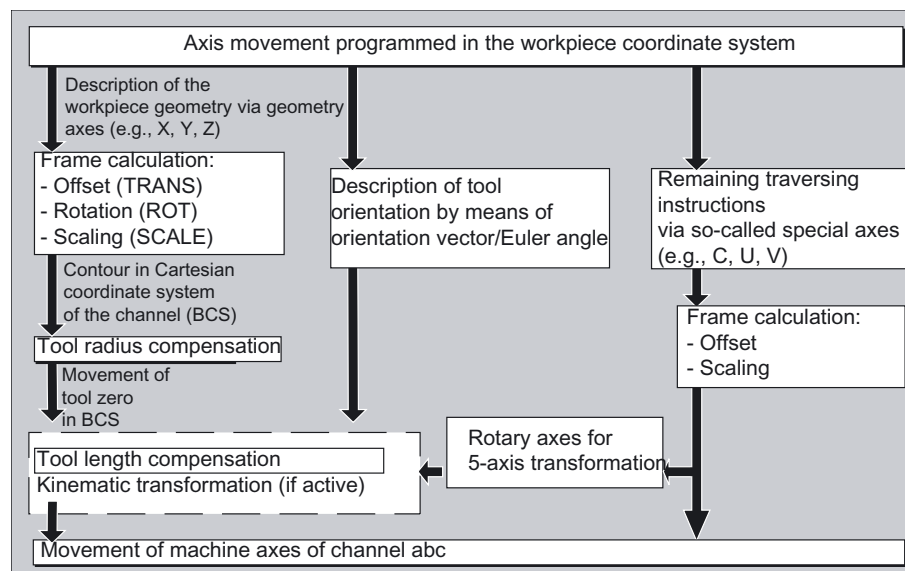 Axis movement programmed in the workpiece coordinate system
Description of the
workpiece geometry via geometry
axes (e.g., X, Y, Z)
Frame calculation:
- Offset (TRANS)
- Rotation (ROT)
- Scaling (SCALE)
Description of tool
orientation by means of
orientation vector/Euler angle
Remaining traversing
instructions
via so-called special axes
(e.g., C, U, V)
Contour in Cartesian
coordinate system
of the channel (BCS)
Frame calculation:
- Offset
- Scaling
Tool radius compensation
Movement of
tool zero
in BCS
Rotary axes for
5-axis transformation
Tool length compensation
Kinematic transformation (if active)
Movement of machine axes of channel abc